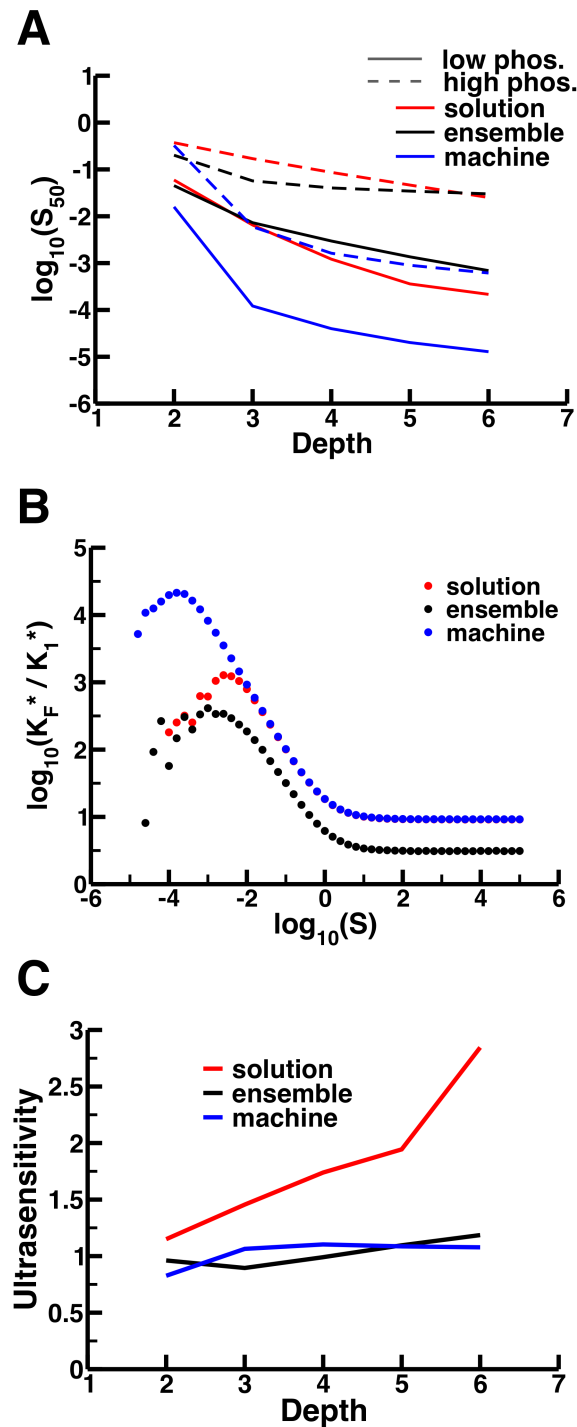 A
low phos.
high phos.
solution
ensemble
machine
1
0
-1
-2
-3
-4
-5
-6
log10(S50)
1 2 3 4 5 6 7
Depth
B
5
4
3
2
1
0
log10(KF* / K1*)
solution
ensemble
machine
-6 -4 -2 0 2 4 6
log10(S)
C
3
2.5
2
1.5
1
0.5
0
Ultrasensitivity
solution
ensemble
machine
1 2 3 4 5 6 7
Depth